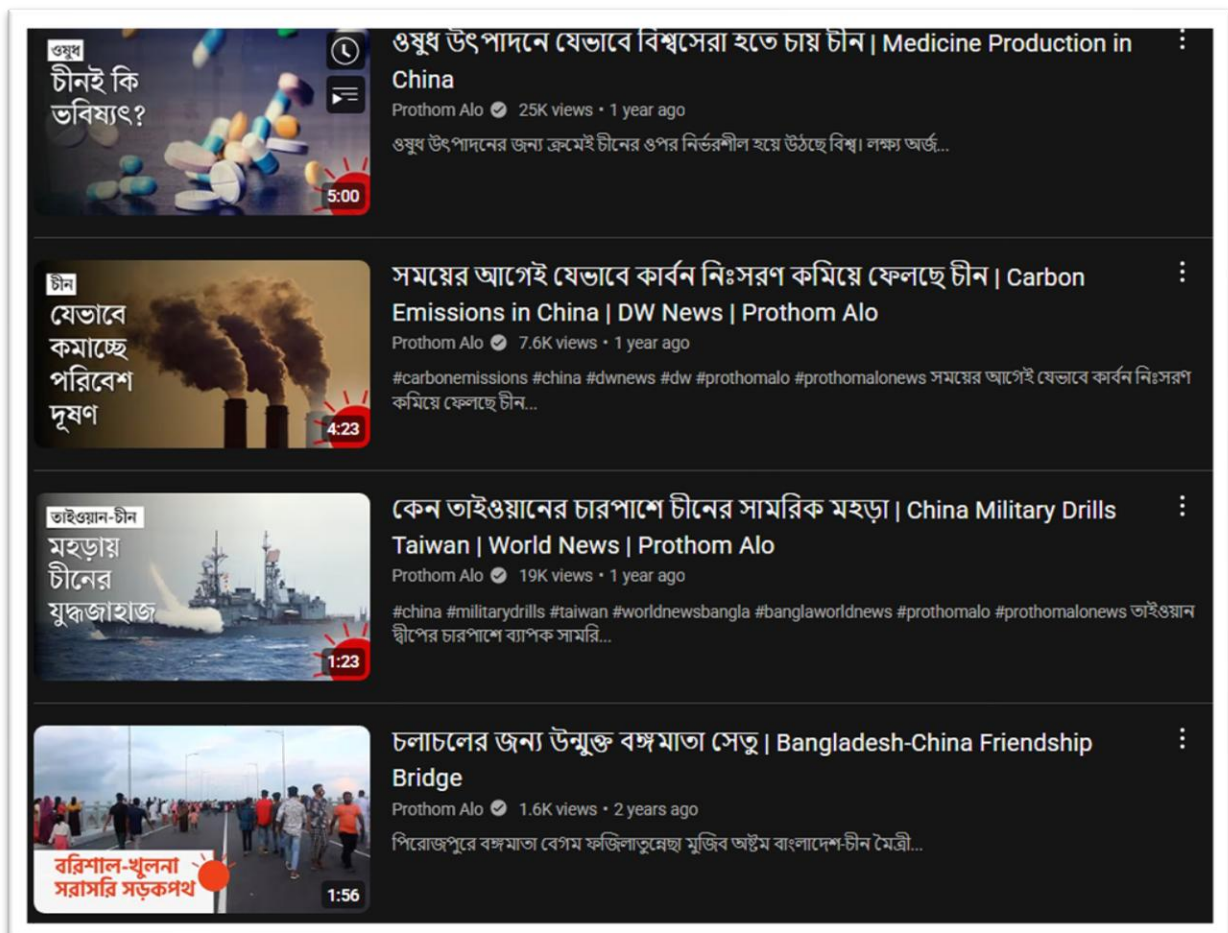 ওষুধ
চীনই কি
ভবিষ্যৎ?
5:00
ওষুধ উৎপাদনে যেভাবে বিশ্বসেরা হতে চায় চীন | Medicine Production in
China
Prothom Alo 25K views • 1 year ago
ওষুধ উৎপাদনের জন্য ক্রমেই চীনের ওপর নির্ভরশীল হয়ে উঠছে বিশ্ব। লক্ষ্য অর্জ...
চীন
যেভাবে
কমাচ্ছে
পরিবেশ
দূষণ
4:23
সময়ের আগেই যেভাবে কার্বন নিঃসরণ কমিয়ে ফেলছে চীন | Carbon
Emissions in China | DW News | Prothom Alo
Prothom Alo 7.6K views • 1 year ago
#carbonemissions #china #dwnews #dw #prothomalo #prothomalonews সময়ের আগেই যেভাবে কার্বন নিঃসরণ
কমিয়ে ফেলছে চীন...
তাইওয়ান-চীন
মহড়ায়
চীনের
যুদ্ধজাহাজ
1:23
কেন তাইওয়ানের চারপাশে চীনের সামরিক মহড়া | China Military Drills
Taiwan | World News | Prothom Alo
Prothom Alo 19K views • 1 year ago
#china #militarydrills #taiwan #worldnewsbangla #banglaworldnews #prothomalo #prothomalonews তাইওয়ান
দ্বীপের চারপাশে ব্যাপক সামরি...
বরিশাল-খুলনা
সরাসরি সড়কপথ
1:56
চলাচলের জন্য উন্মুক্ত বঙ্গমাতা সেতু | Bangladesh-China Friendship
Bridge
Prothom Alo 1.6K views • 2 years ago
পিরোজপুরে বঙ্গমাতা বেগম ফজিলাতুন্নেছা মুজিব অষ্টম বাংলাদেশ-চীন মৈত্রী...